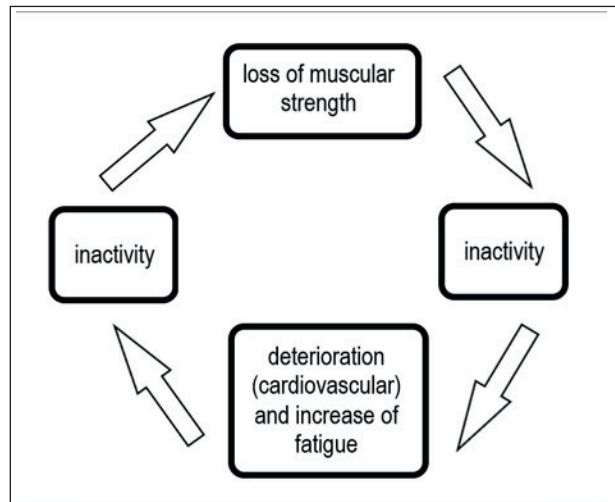 loss of muscular
strength
inactivity
inactivity
deterioration
(cardiovascular)
and increase of
fatigue